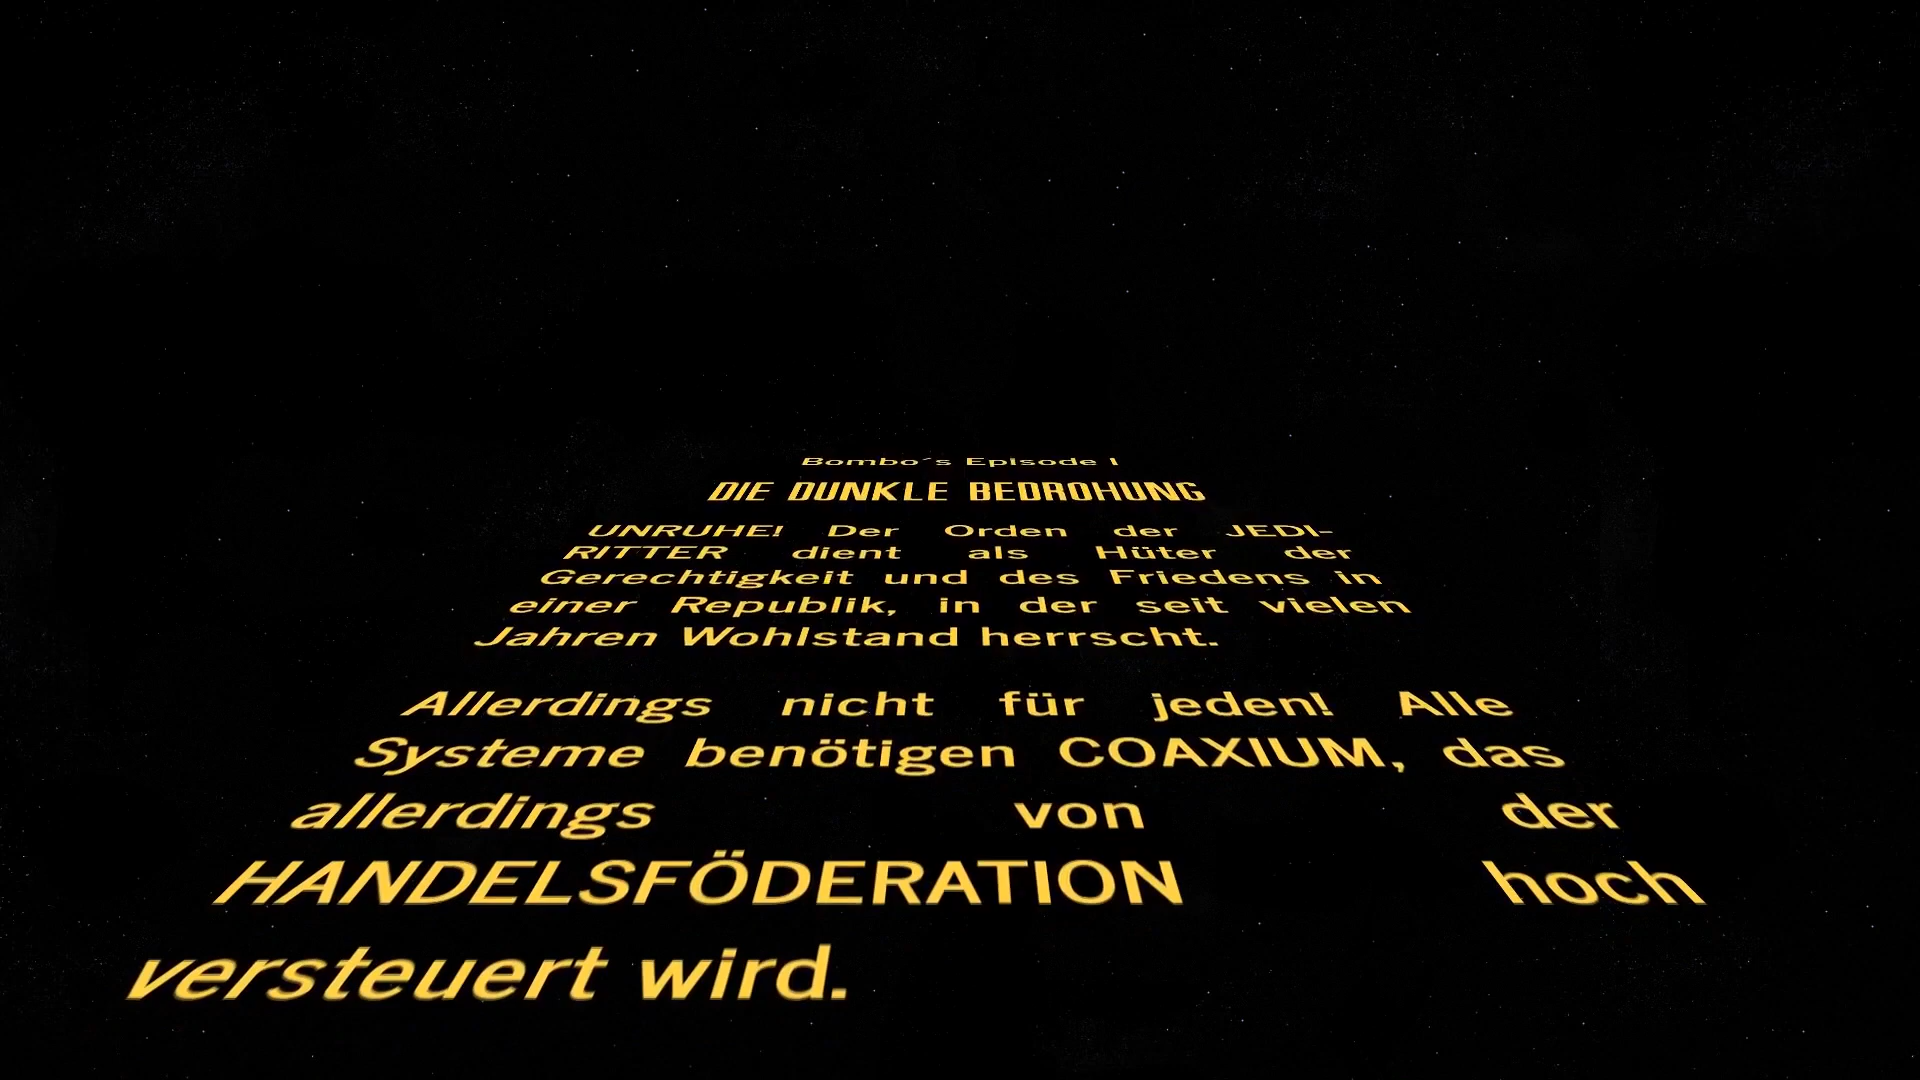 Bombo´s Episode I
DIE DUNKLE BEDROHUNG
UNRUHE! Der Orden der JEDI-
RITTER dient als Hüter der
Gerechtigkeit und des Friedens in
einer Republik, in der seit vielen
Jahren Wohlstand herrscht.
Allerdings nicht für jeden! Alle
Systeme benötigen COAXIUM, das
allerdings von der
HANDELSFÖDERATION hoch
versteuert wird.